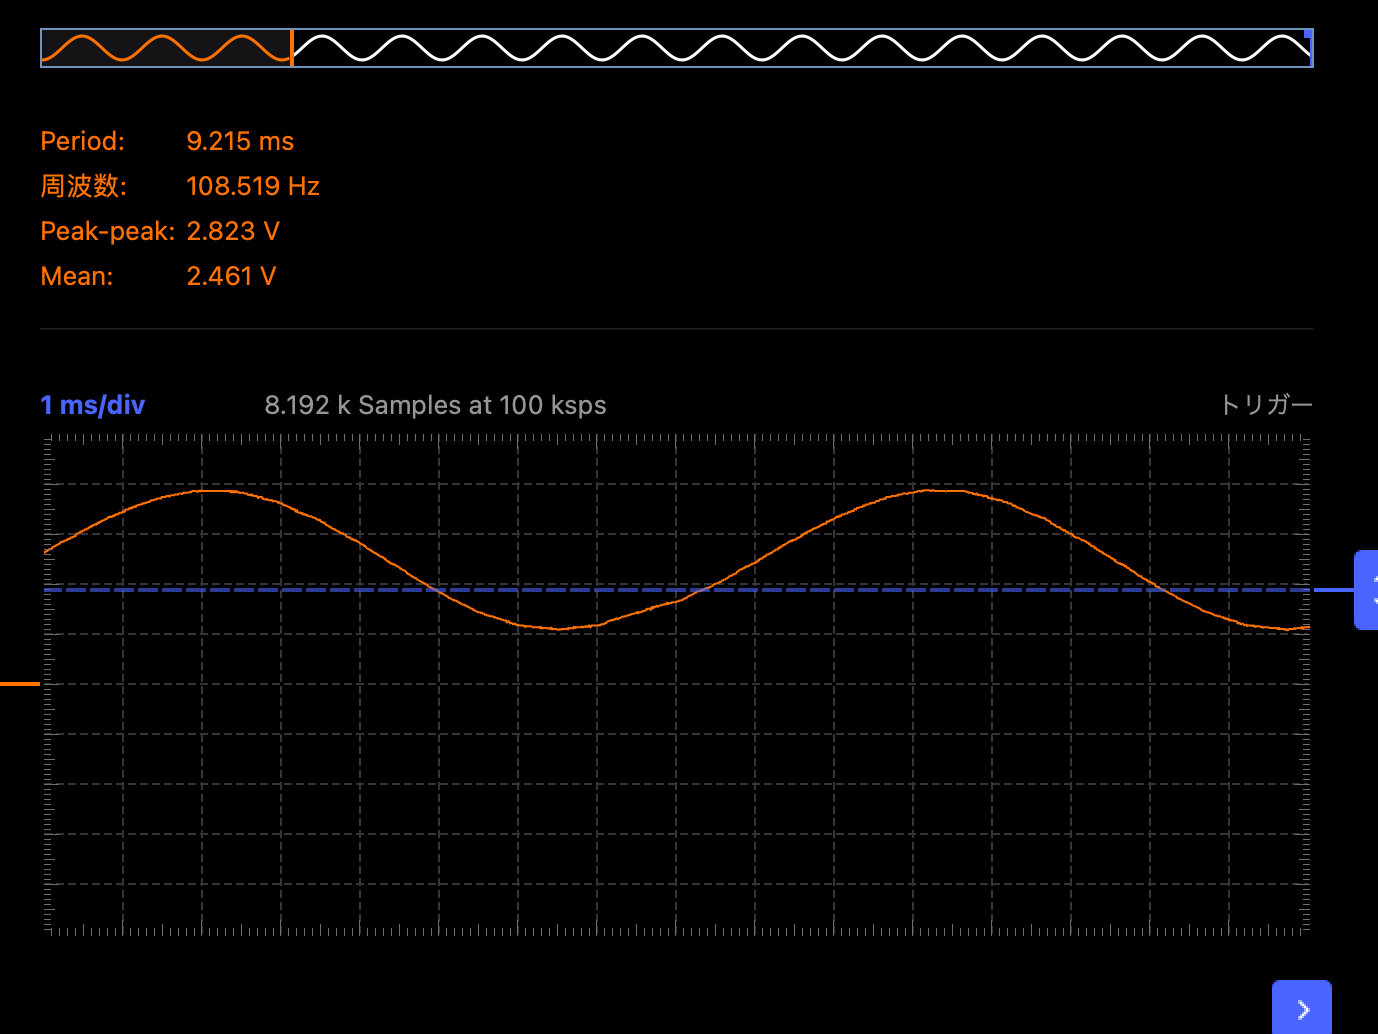 Period: 9.215 ms
周波数: 108.519 Hz
Peak-peak: 2.823 V
Mean: 2.461 V
1 ms/div 8.192 k Samples at 100 ksps トリガー